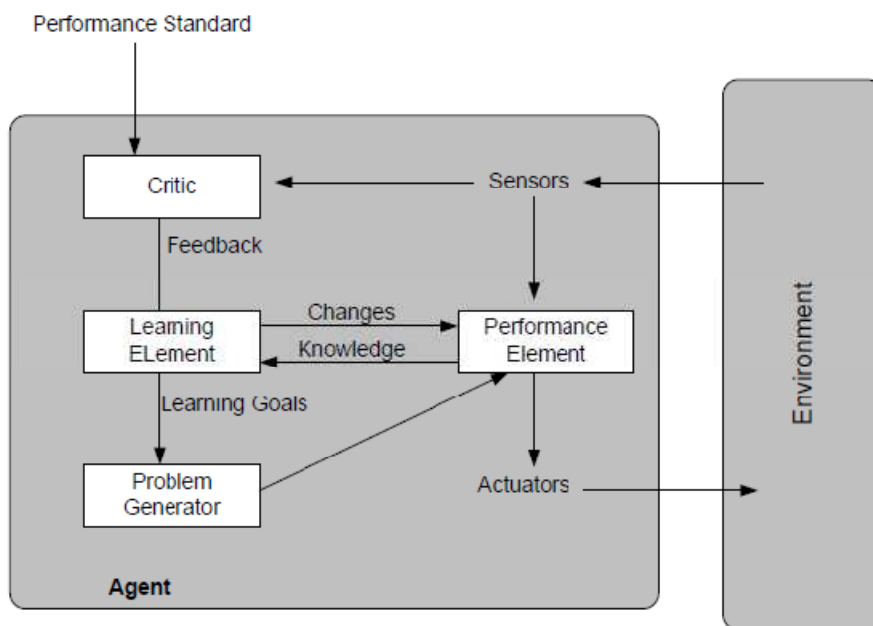 Performance Standard
Critic
Sensors
Feedback
Learning
ELement
Changes
Knowledge
Performance
Element
Learning Goals
Problem
Generator
Actuators
Agent
Environment